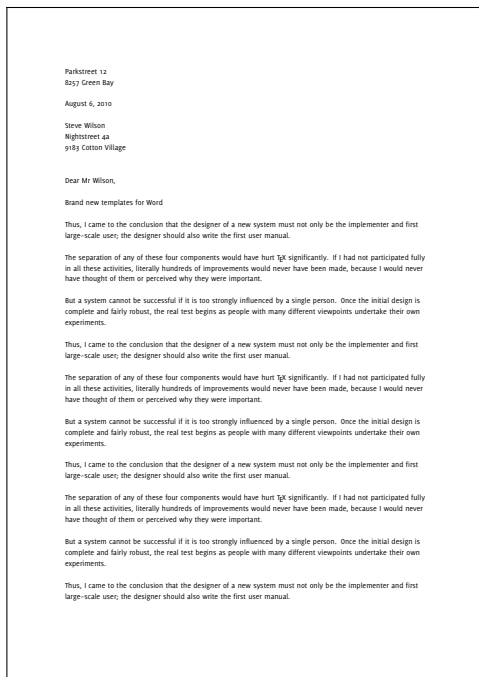 Parkstreet 12
8257 Green Bay
August 6, 2010
Steve Wilson
Nightstreet 4a
9183 Cotton Village
Dear Mr Wilson,
Brand new templates for Word
Thus, I came to the conclusion that the designer of a new system must not only be the implementer and first
large-scale user; the designer should also write the first user manual.
The separation of any of these four components would have hurt TEX significantly. If I had not participated fully
in all these activities, literally hundreds of improvements would never have been made, because I would never
have thought of them or perceived why they were important.
But a system cannot be successful if it is too strongly influenced by a single person. Once the initial design is
complete and fairly robust, the real test begins as people with many different viewpoints undertake their own
experiments.
Thus, I came to the conclusion that the designer of a new system must not only be the implementer and first
large-scale user; the designer should also write the first user manual.
The separation of any of these four components would have hurt TEX significantly. If I had not participated fully
in all these activities, literally hundreds of improvements would never have been made, because I would never
have thought of them or perceived why they were important.
But a system cannot be successful if it is too strongly influenced by a single person. Once the initial design is
complete and fairly robust, the real test begins as people with many different viewpoints undertake their own
experiments.
Thus, I came to the conclusion that the designer of a new system must not only be the implementer and first
large-scale user; the designer should also write the first user manual.
The separation of any of these four components would have hurt TEX significantly. If I had not participated fully
in all these activities, literally hundreds of improvements would never have been made, because I would never
have thought of them or perceived why they were important.
But a system cannot be successful if it is too strongly influenced by a single person. Once the initial design is
complete and fairly robust, the real test begins as people with many different viewpoints undertake their own
experiments.
Thus, I came to the conclusion that the designer of a new system must not only be the implementer and first
large-scale user; the designer should also write the first user manual.